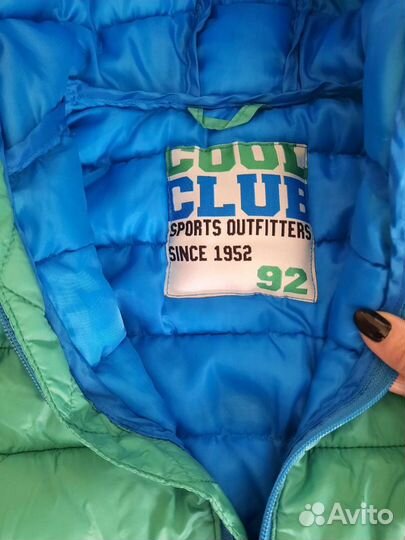 COOL
CLUB
SPORTS OUTFITTERS
SINCE 1952
92
Avito